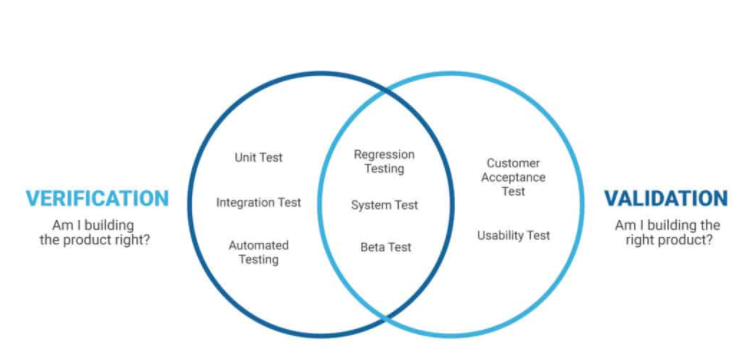 VERIFICATION
Am I building
the product right?
Unit Test
Integration Test
Automated
Testing
Regression
Testing
System Test
Beta Test
Customer
Acceptance
Test
Usability Test
VALIDATION
Am I building the
right product?